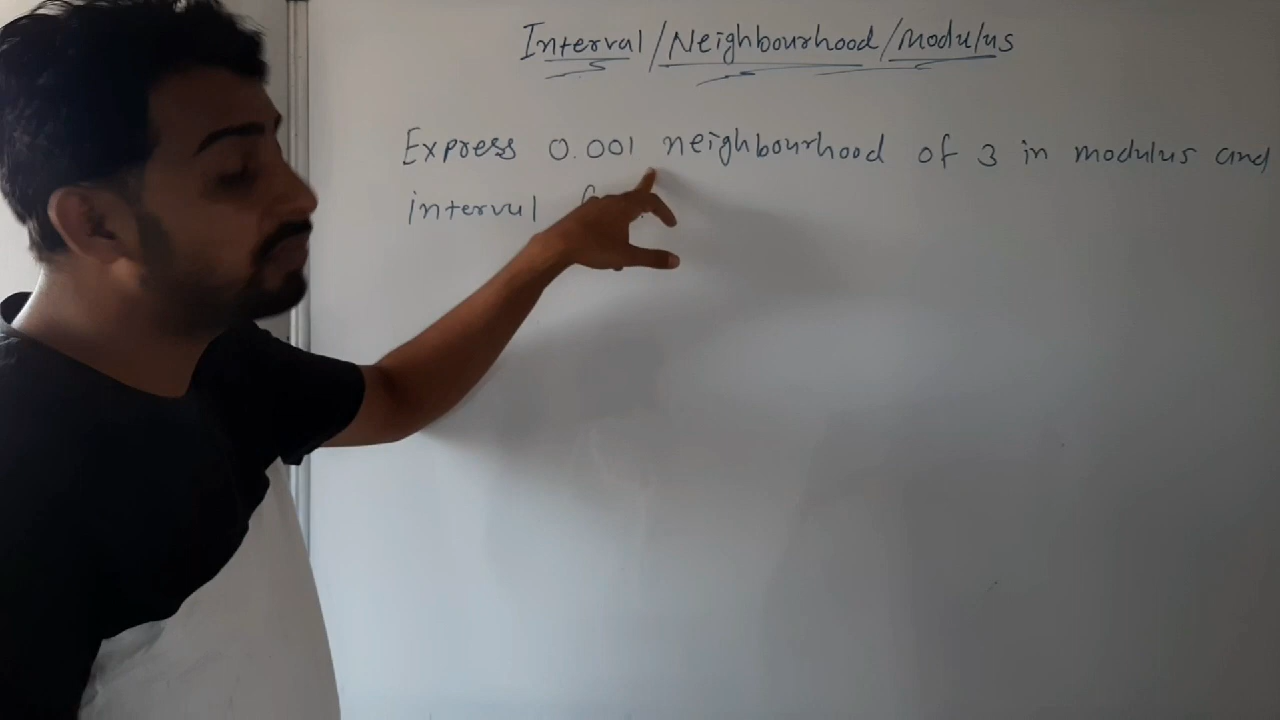 Interval/Neighbourhood/Modulus
Express 0.001 neighbourhood of 3 in modulus and
interval